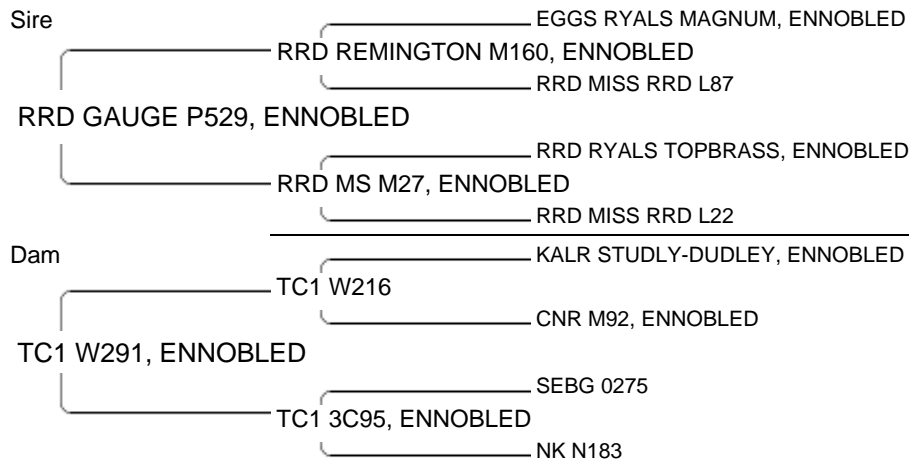 Sire
EGGS RYALS MAGNUM, ENNOBLED
RRD REMINGTON M160, ENNOBLED
RRD MISS RRD L87
RRD GAUGE P529, ENNOBLED
RRD RYALS TOPBRASS, ENNOBLED
RRD MS M27, ENNOBLED
RRD MISS RRD L22
Dam
KALR STUDLY-DUDLEY, ENNOBLED
TC1 W216
CNR M92, ENNOBLED
TC1 W291, ENNOBLED
SEBG 0275
TC1 3C95, ENNOBLED
NK N183